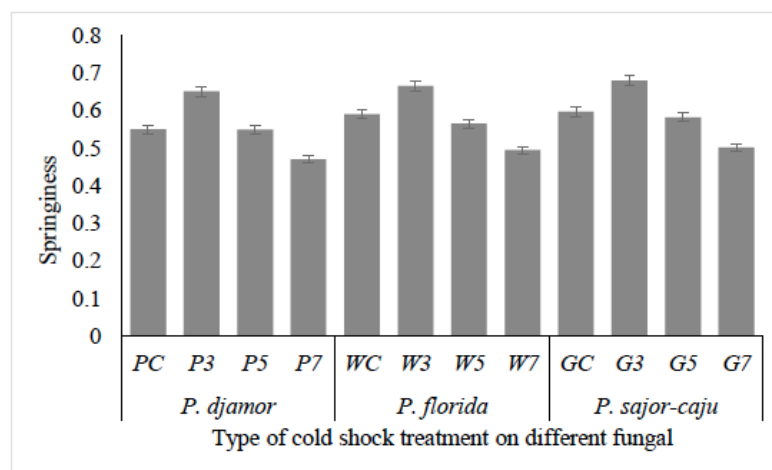 0.8
0.7
0.6
0.5
0.4
0.3
0.2
0.1
0
Springiness
PC P3 P5 P7 WC W3 W5 W7 GC G3 G5 G7
P. djamor P. florida P. sajor-caju
Type of cold shock treatment on different fungal